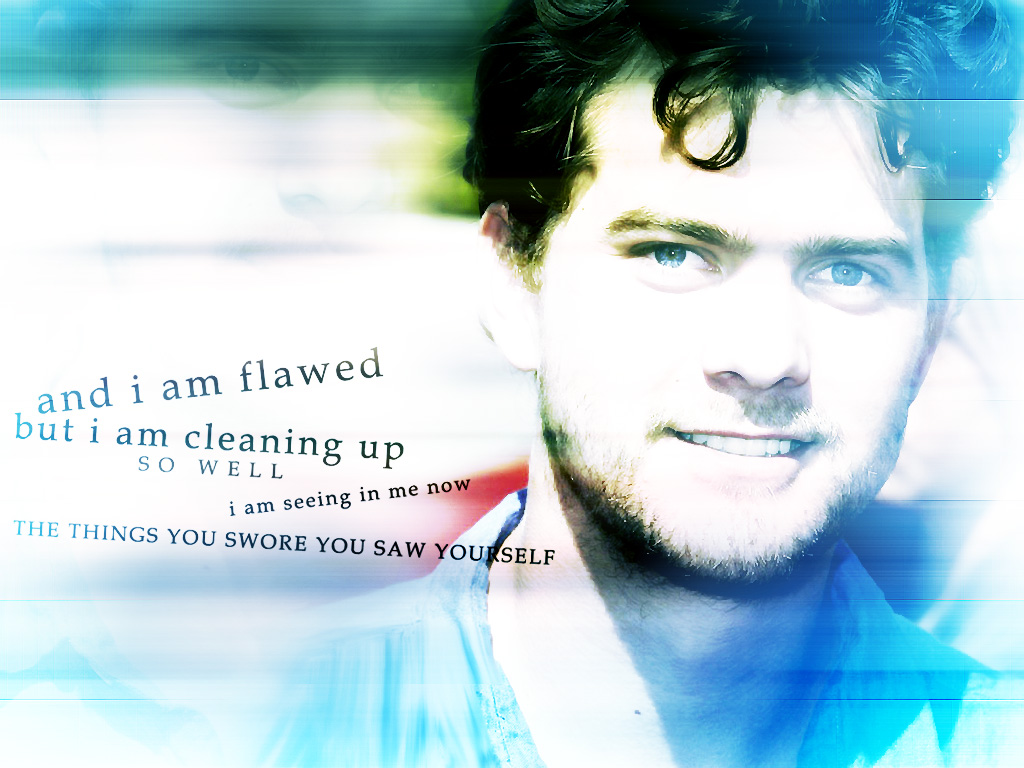 and i am flawed
but i am cleaning up
SO WELL
i am seeing in me now
THE THINGS YOU SWORE YOU SAW YOURSELF